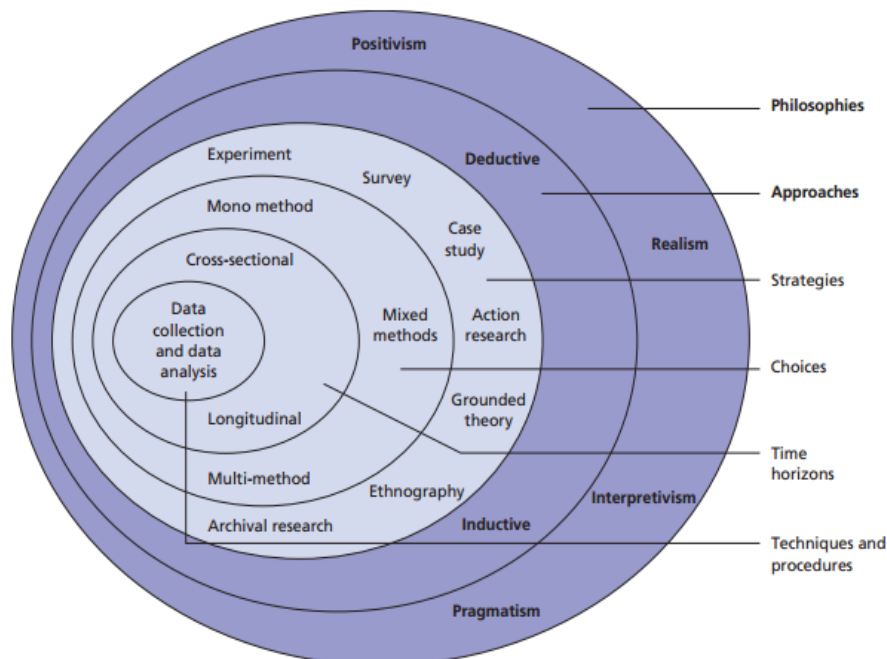 Positivism
Philosophies
Experiment
Deductive
Survey
Approaches
Mono method
Case
study
Realism
Cross-sectional
Strategies
Data
collection
and data
analysis
Mixed
methods
Action
research
Choices
Grounded
theory
Longitudinal
Time
horizons
Multi-method
Ethnography
Interpretivism
Archival research
Inductive
Techniques and
procedures
Pragmatism